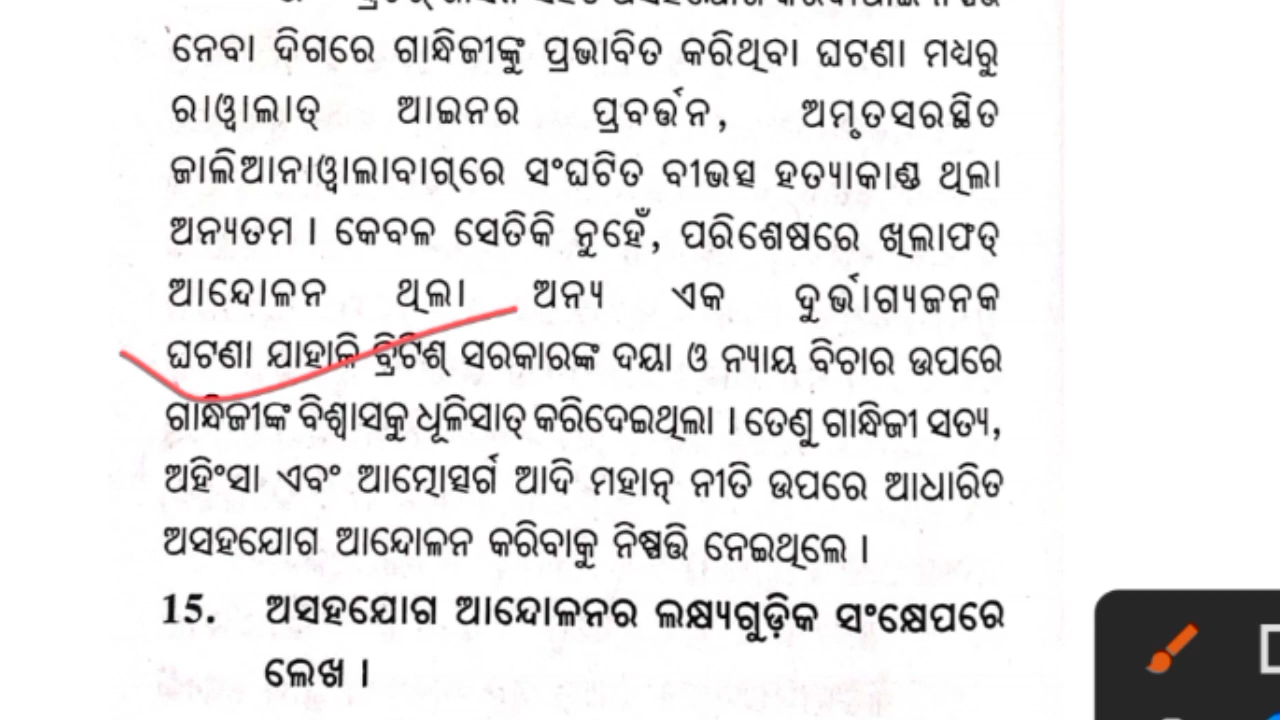 ନେବା ଦିଗରେ ଗାନ୍ଧିଜୀଙ୍କୁ ପ୍ରଭାବିତ କରିଥିବା ଘଟଣା ମଧ୍ୟରୁ
ରାୱାଲାଟ୍ ଆଇନର ପ୍ରବର୍ତ୍ତନ, ଅମୃତସରସ୍ଥିତ
ଜାଲିଆନାୱାଲାବାଗ୍‌ରେ ସଂଘଟିତ ବୀଭତ୍ସ ହତ୍ୟାକାଣ୍ଡ ଥିଲା
ଅନ୍ୟତମ । କେବଳ ସେତିକି ନୁହେଁ, ପରିଶେଷରେ ଖିଲାଫତ୍
ଆନ୍ଦୋଳନ ଥିଲା ଅନ୍ୟ ଏକ ଦୁର୍ଭାଗ୍ୟଜନକ
ଘଟଣା ଯାହାକି ବ୍ରିଟିଶ୍ ସରକାରଙ୍କ ଦୟା ଓ ନ୍ୟାୟ ବିଚାର ଉପରେ
ଗାନ୍ଧିଜୀଙ୍କ ବିଶ୍ୱାସକୁ ଧୂଳିସାତ୍ କରିଦେଇଥିଲା । ତେଣୁ ଗାନ୍ଧିଜୀ ସତ୍ୟ,
ଅହିଂସା ଏବଂ ଆତ୍ମୋତ୍ସର୍ଗ ଆଦି ମହାନ୍ ନୀତି ଉପରେ ଆଧାରିତ
ଅସହଯୋଗ ଆନ୍ଦୋଳନ କରିବାକୁ ନିଷ୍ପତ୍ତି ନେଇଥିଲେ ।
15. ଅସହଯୋଗ ଆନ୍ଦୋଳନର ଲକ୍ଷ୍ୟଗୁଡ଼ିକ ସଂକ୍ଷେପରେ
ଲେଖ ।